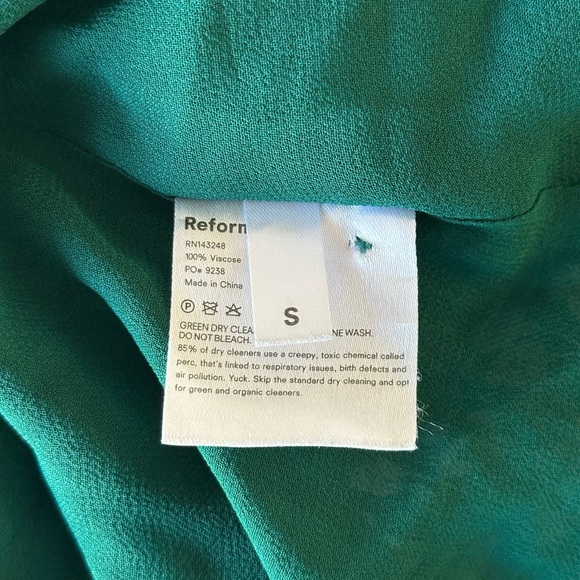 Reforn
RN143248
100% Viscose
PO# 9238
Made in China
S
GREEN DRY CLEA NE WASH.
DO NOT BLEACH.
85% of dry cleaners use a creepy, toxic chemical called
perc, that's linked to respiratory issues, birth defects and
air pollution. Yuck. Skip the standard dry cleaning and opt
for green and organic cleaners.